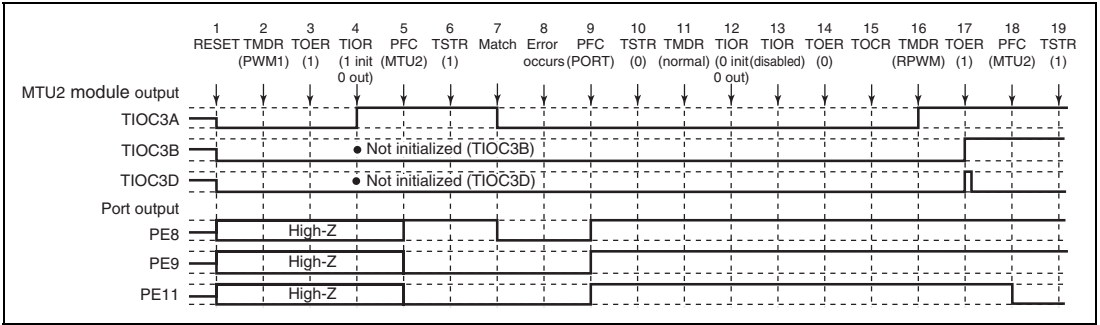 1 2 3 4 5 6 7 8 9 10 11 12 13 14 15 16 17 18 19
RESET TMDR TOER TIOR PFC TSTR Match Error PFC TSTR TMDR TIOR TIOR TOER TOCR TMDR TOER PFC TSTR
(PWM1) (1) (1 init (MTU2) (1) occurs (PORT) (0) (normal) (0 init (disabled) (0) (RPWM) (1) (MTU2) (1)
0 out) 0 out)
MTU2 module output
TIOC3A
TIOC3B ● Not initialized (TIOC3B)
TIOC3D ● Not initialized (TIOC3D)
Port output
PE8 High-Z
PE9 High-Z
PE11 High-Z